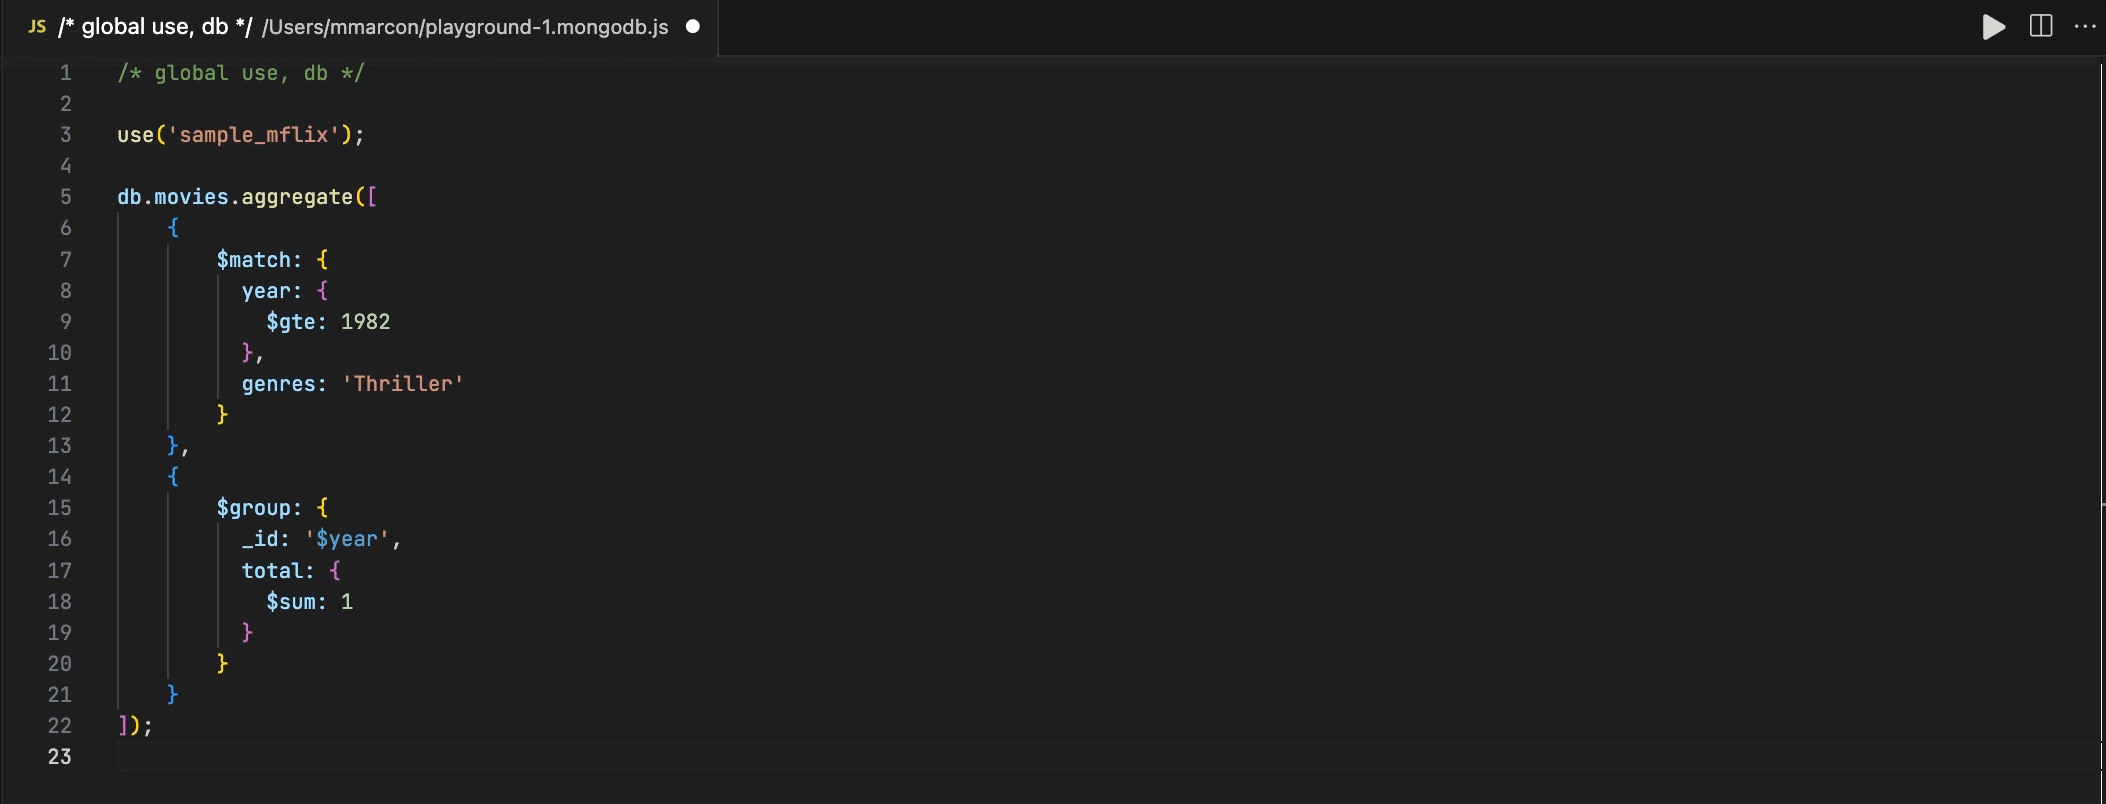 JS /* global use, db */ /Users/mmarcon/playground-1.mongodb.js
1 /* global use, db */
2
3 use('sample_mflix');
4
5 db.movies.aggregate([
6     {
7         $match: {
8           year: {
9             $gte: 1982
10           },
11           genres: 'Thriller'
12         }
13     },
14     {
15         $group: {
16           _id: '$year',
17           total: {
18             $sum: 1
19           }
20         }
21     }
22 ]);
23